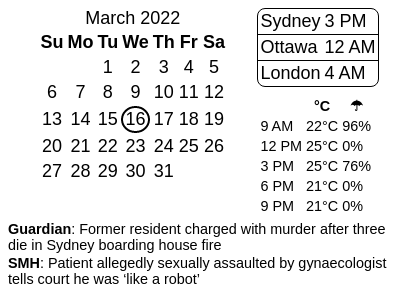 March 2022
Su Mo Tu We Th Fr Sa
1 2 3 4 5
6 7 8 9 10 11 12
13 14 15 16 17 18 19
20 21 22 23 24 25 26
27 28 29 30 31
Sydney 3 PM
Ottawa 12 AM
London 4 AM
°C ☂
9 AM 22°C 96%
12 PM 25°C 0%
3 PM 25°C 76%
6 PM 21°C 0%
9 PM 21°C 0%
Guardian: Former resident charged with murder after three
die in Sydney boarding house fire
SMH: Patient allegedly sexually assaulted by gynaecologist
tells court he was ‘like a robot’